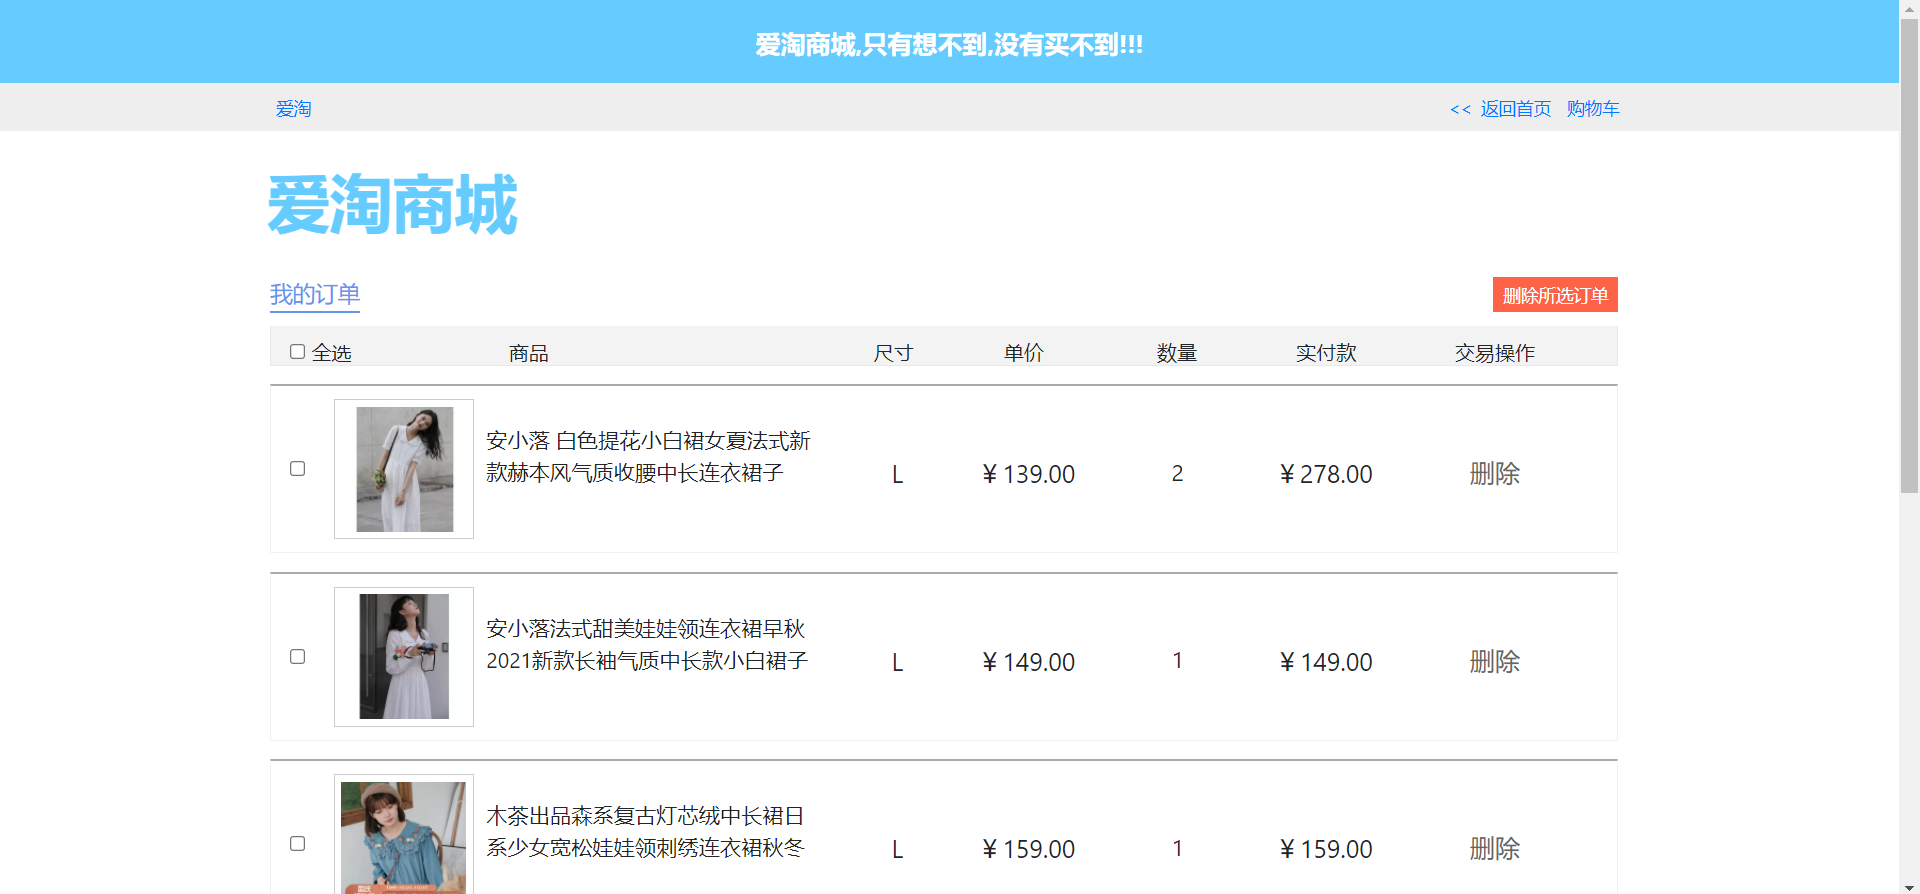 爱淘商城,只有想不到,没有买不到!!!
爱淘
<< 返回首页 购物车
爱淘商城
我的订单
删除所选订单
全选 商品 尺寸 单价 数量 实付款 交易操作
安小落 白色提花小白裙女夏法式新
款赫本风气质收腰中长连衣裙子
L ¥ 139.00 2 ¥ 278.00 删除
安小落法式甜美娃娃领连衣裙早秋
2021新款长袖气质中长款小白裙子
L ¥ 149.00 1 ¥ 149.00 删除
木茶出品森系复古灯芯绒中长裙日
系少女宽松娃娃领刺绣连衣裙秋冬
L ¥ 159.00 1 ¥ 159.00 删除